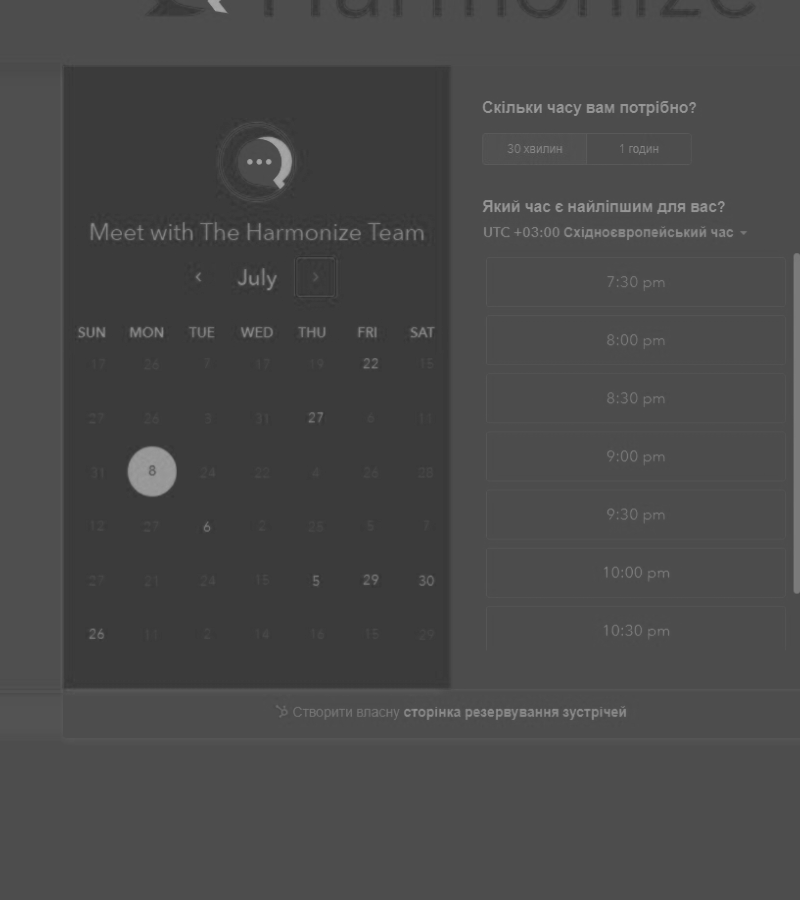 Harmonize
Meet with The Harmonize Team
July
SUN MON TUE WED THU FRI SAT
17 26 7 17 19 22 15
27 26 3 31 27 6 11
31 8 24 22 4 26 28
12 27 6 2 25 5 7
27 21 24 15 5 29 30
26 11 2 14 16 15 29
Скільки часу вам потрібно?
30 хвилин 1 годин
Який час є найліпшим для вас?
UTC +03:00 Східноєвропейський час
7:30 pm
8:00 pm
8:30 pm
9:00 pm
9:30 pm
10:00 pm
10:30 pm
Створити власну сторінка резервування зустрічей